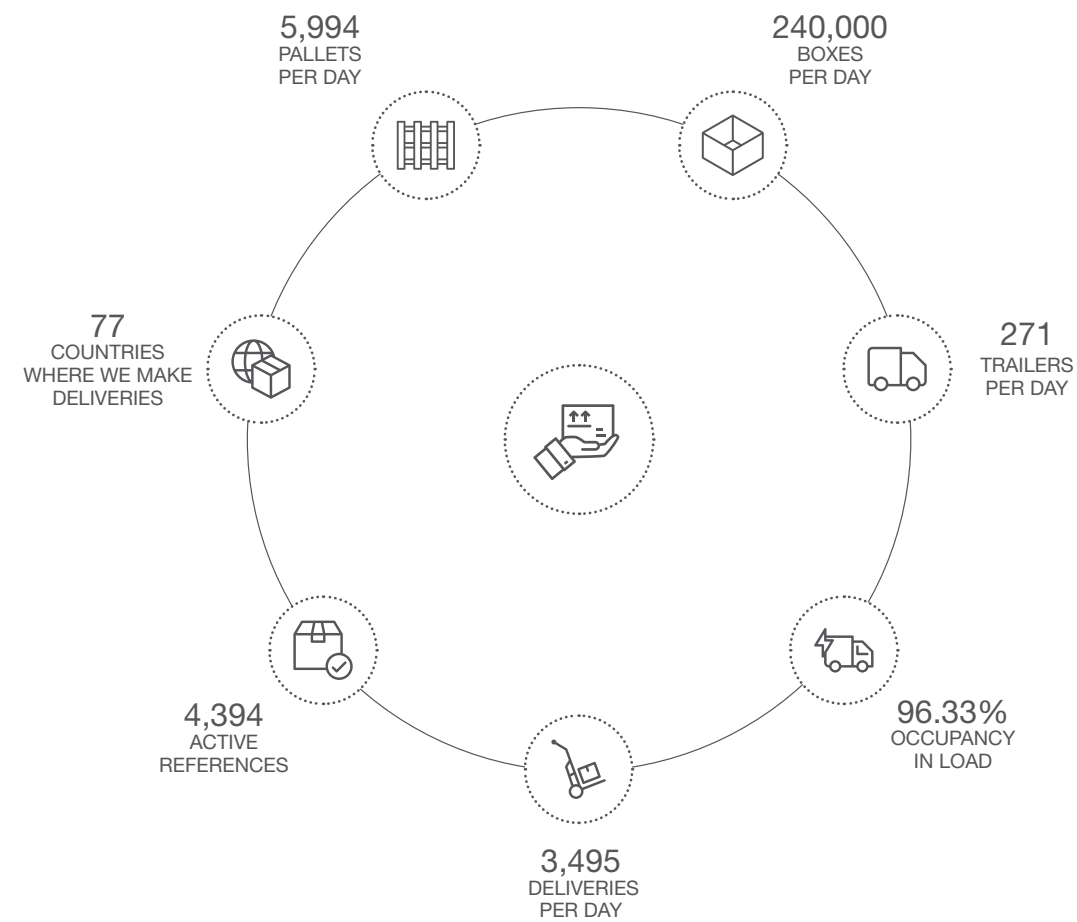 5,994
PALLETS
PER DAY
240,000
BOXES
PER DAY
77
COUNTRIES
WHERE WE MAKE
DELIVERIES
271
TRAILERS
PER DAY
4,394
ACTIVE
REFERENCES
96.33%
OCCUPANCY
IN LOAD
3,495
DELIVERIES
PER DAY